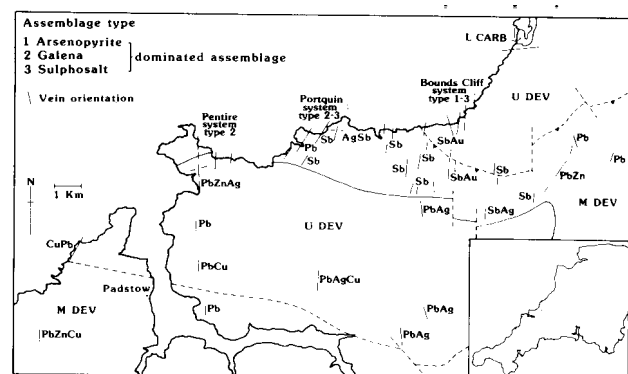 Assemblage type
1 Arsenopyrite
2 Galena
3 Sulphosalt
dominated assemblage
Vein orientation
N
1 Km
L CARB
Bounds Cliff
system
type 1-3
U DEV
Portquin
system
type 2-3
Pentire
system
type 2
Pb
Sb
Sb
AgSb
Sb
Sb
Sb
SbAu
SbAu
Sb
Sb
Pb
PbZn
Pb
M DEV
PbZnAg
PbAg
SbAg
Pb
U DEV
CuPb
PbCu
PbAgCu
Padstow
M DEV
Pb
PbAg
PbZnCu
PbAg